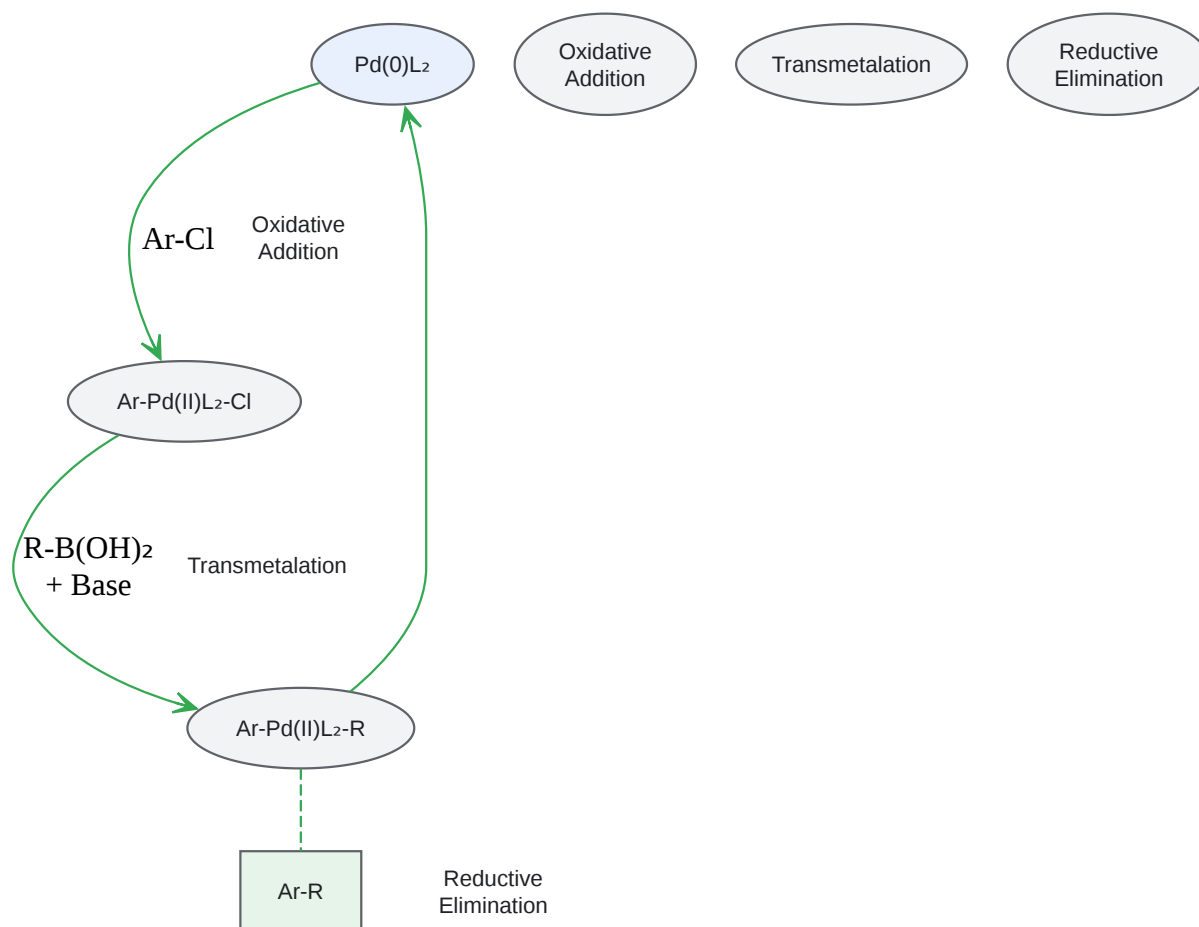 Pd(0)L₂
Oxidative
Addition
Transmetalation
Reductive
Elimination
Ar-Cl
Oxidative
Addition
Ar-Pd(II)L₂-Cl
R-B(OH)₂
+ Base
Transmetalation
Ar-Pd(II)L₂-R
Ar-R
Reductive
Elimination